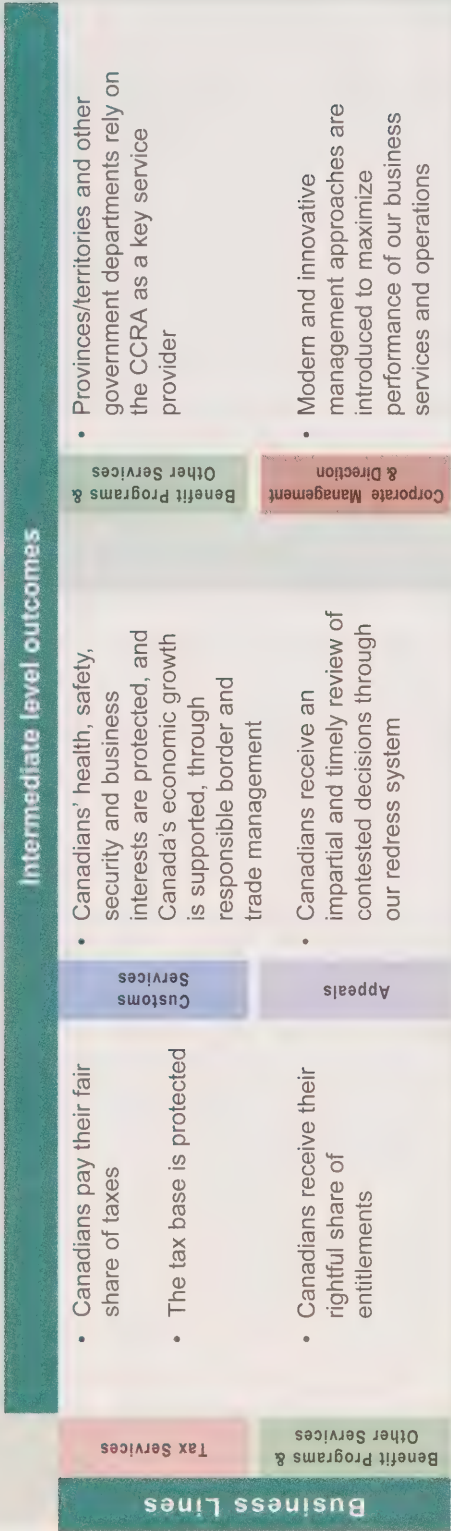 Intermediate level outcomes
Business Lines
Tax Services
• Canadians pay their fair
share of taxes
• The tax base is protected
Benefit Programs &
Other Services
• Canadians receive their
rightful share of
entitlements
Customs
Services
• Canadians' health, safety,
security and business
interests are protected, and
Canada's economic growth
is supported, through
responsible border and
trade management
Appeals
• Canadians receive an
impartial and timely review of
contested decisions through
our redress system
Benefit Programs &
Other Services
• Provinces/territories and other
government departments rely on
the CCRA as a key service
provider
Corporate Management
& Direction
• Modern and innovative
management approaches are
introduced to maximize
performance of our business
services and operations